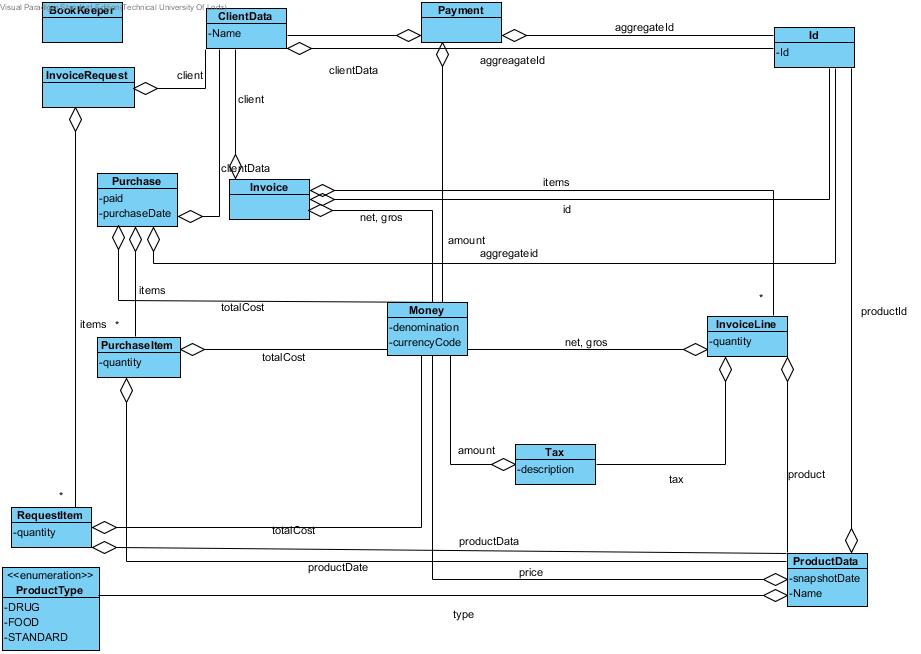 Visual Paradigm Standard Edition(Technical University Of Lodz)
BookKeeper
ClientData
-Name
Payment
Id
-Id
aggregateId
aggreagateId
clientData
InvoiceRequest
client
client
clientData
Purchase
-paid
-purchaseDate
Invoice
items
id
net, gros
amount
aggregateid
items
totalCost
Money
-denomination
-currencyCode
*
InvoiceLine
-quantity
productId
items
*
PurchaseItem
-quantity
totalCost
net, gros
amount
Tax
-description
tax
product
*
RequestItem
-quantity
totalCost
productData
productDate
price
ProductData
-snapshotDate
-Name
<<enumeration>>
ProductType
-DRUG
-FOOD
-STANDARD
type